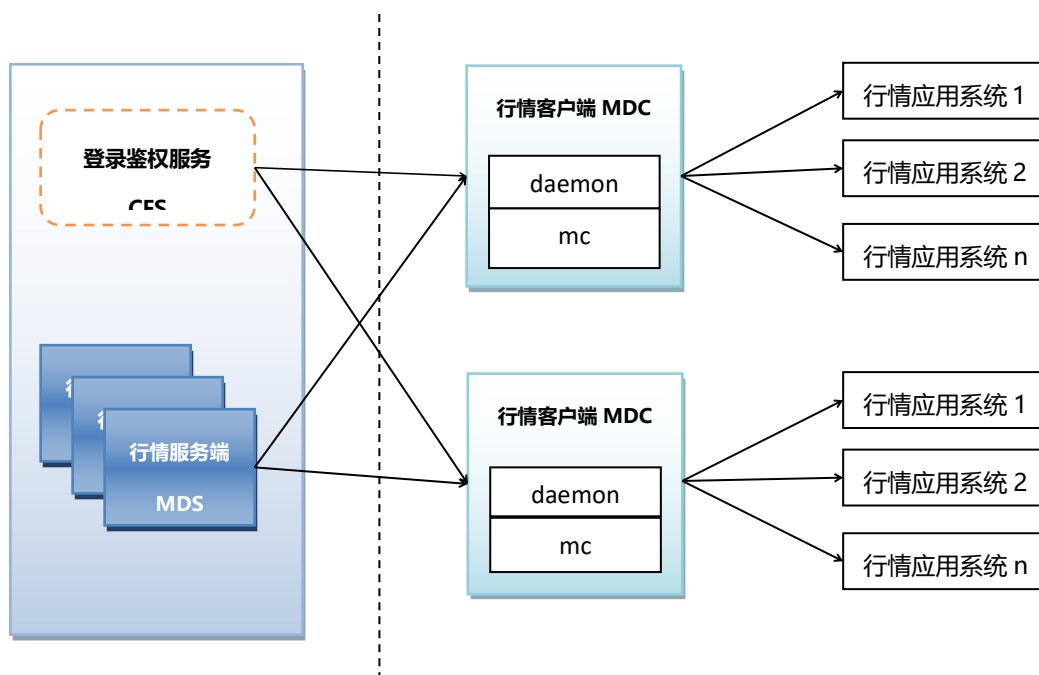 登录鉴权服务
行情服务端
MDS
行情客户端 MDC
daemon
mc
行情应用系统 1
行情应用系统 2
行情应用系统 n
行情客户端 MDC
daemon
mc
行情应用系统 1
行情应用系统 2
行情应用系统 n